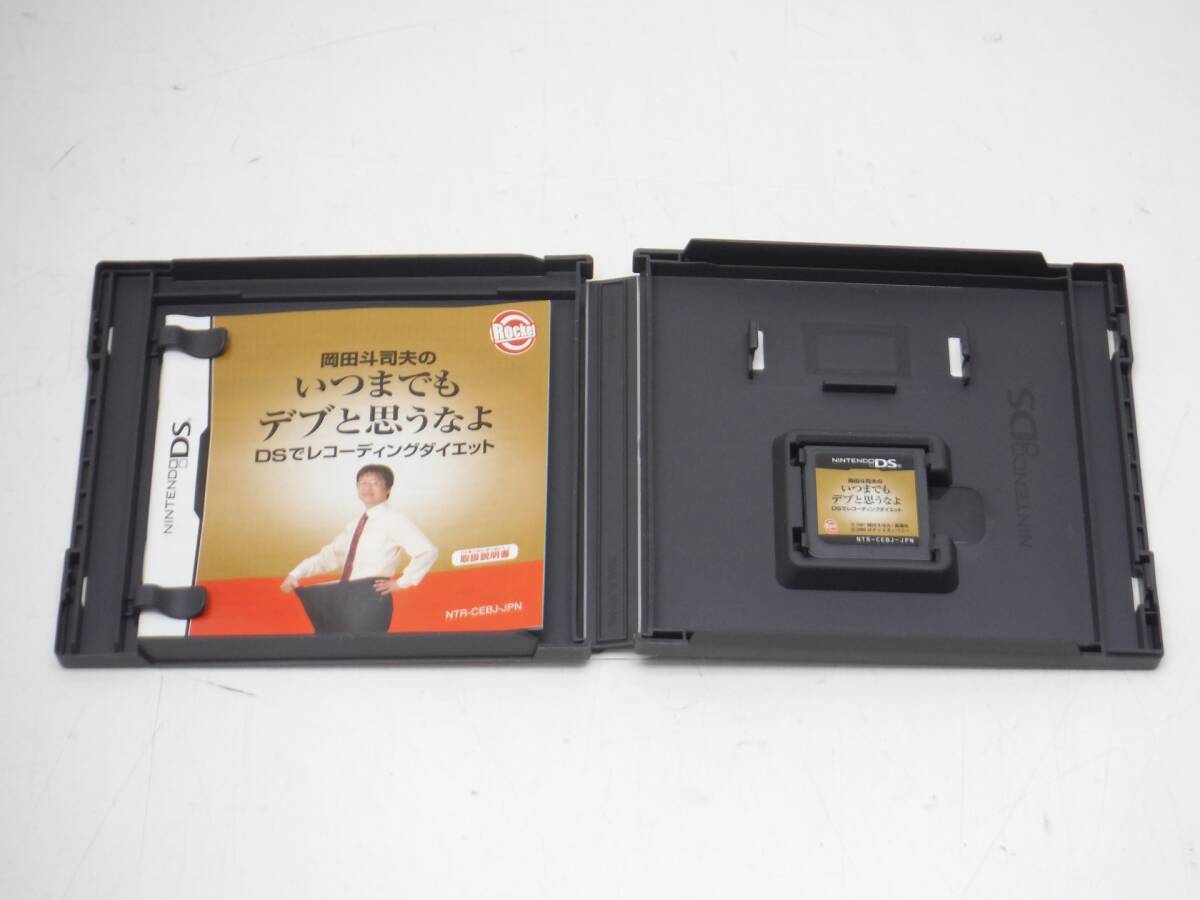 Rocket
岡田斗司夫の
いつまでも
デブと思うなよ
DSでレコーディングダイエット
取扱説明書
NTR-CEBJ-JPN
NINTENDO DS
NINTENDO DS
岡田斗司夫の
いつまでも
デブと思うなよ
DSでレコーディングダイエット
NTR-CEBJ-JPN
NINTENDO DS